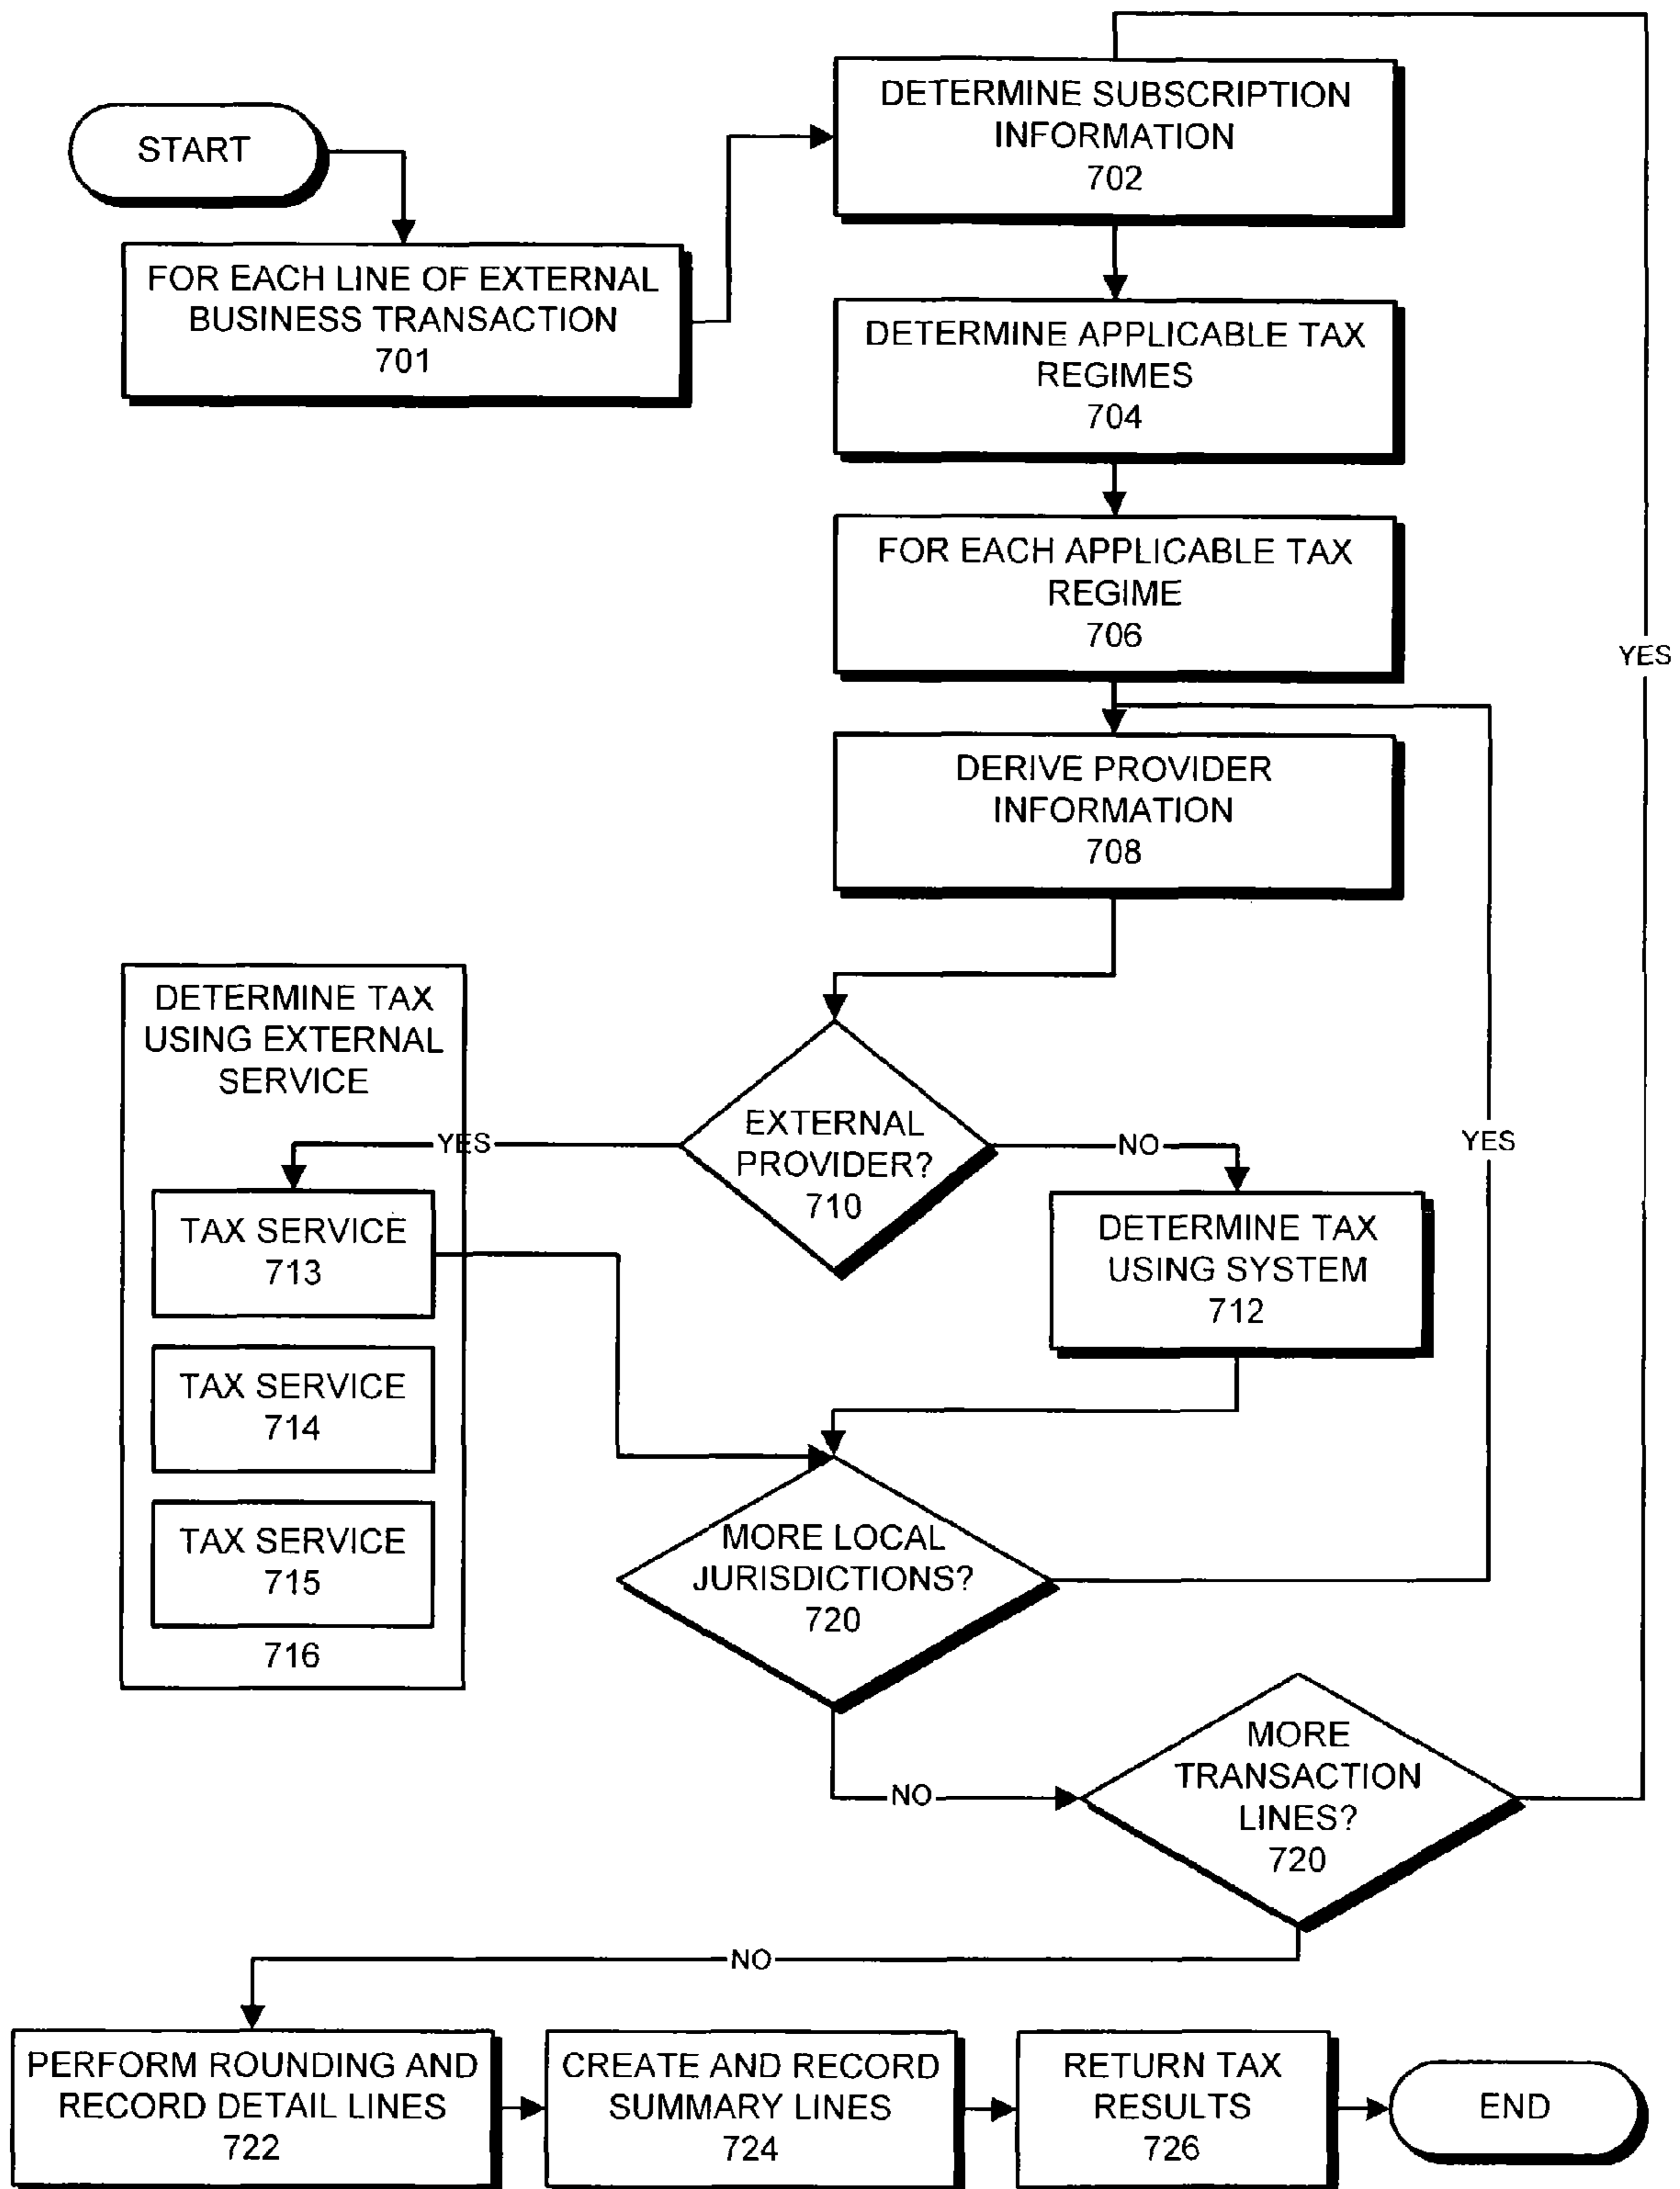 START
FOR EACH LINE OF EXTERNAL
BUSINESS TRANSACTION
701
DETERMINE SUBSCRIPTION
INFORMATION
702
DETERMINE APPLICABLE TAX
REGIMES
704
FOR EACH APPLICABLE TAX
REGIME
706
YES
DERIVE PROVIDER
INFORMATION
708
DETERMINE TAX
USING EXTERNAL
SERVICE
YES
EXTERNAL
PROVIDER?
710
NO
YES
TAX SERVICE
713
DETERMINE TAX
USING SYSTEM
712
TAX SERVICE
714
TAX SERVICE
715
716
MORE LOCAL
JURISDICTIONS?
720
NO
MORE
TRANSACTION
LINES?
720
NO
PERFORM ROUNDING AND
RECORD DETAIL LINES
722
CREATE AND RECORD
SUMMARY LINES
724
RETURN TAX
RESULTS
726
END